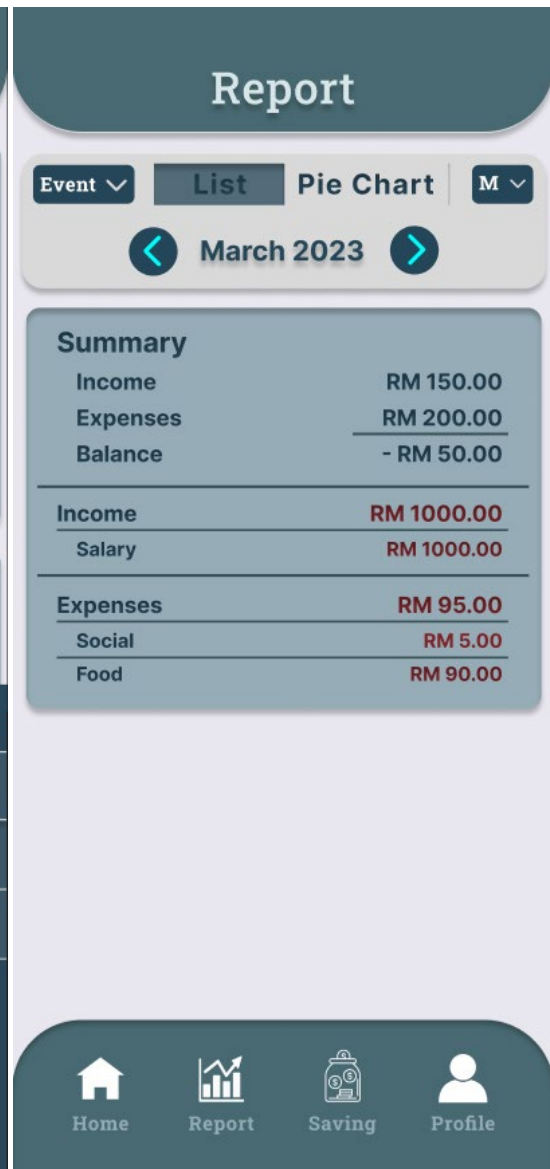 Report
Event List Pie Chart M
March 2023
Summary
Income RM 150.00
Expenses RM 200.00
Balance - RM 50.00
Income RM 1000.00
Salary RM 1000.00
Expenses RM 95.00
Social RM 5.00
Food RM 90.00
Home Report Saving Profile